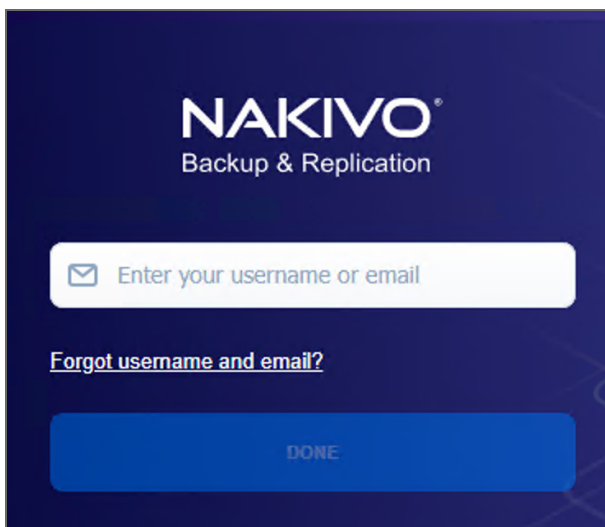 NAKIVO®
Backup & Replication
Enter your username or email
Forgot username and email?
DONE